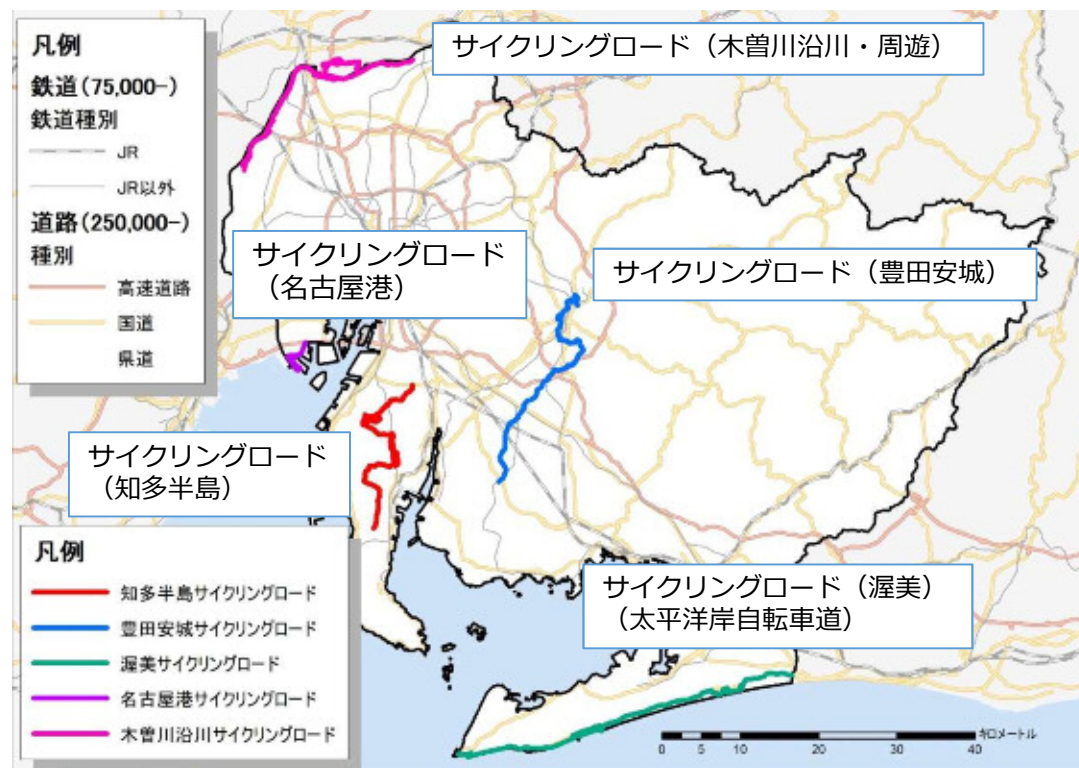 凡例
鉄道(75,000-)
鉄道種別
JR
JR以外
道路(250,000-)
種別
高速道路
国道
県道
サイクリングロード（木曽川沿川・周遊）
サイクリングロード
（名古屋港）
サイクリングロード（豊田安城）
サイクリングロード
（知多半島）
サイクリングロード（渥美）
（太平洋岸自転車道）
凡例
知多半島サイクリングロード
豊田安城サイクリングロード
渥美サイクリングロード
名古屋港サイクリングロード
木曽川沿川サイクリングロード
キロメートル
0 5 10 20 30 40